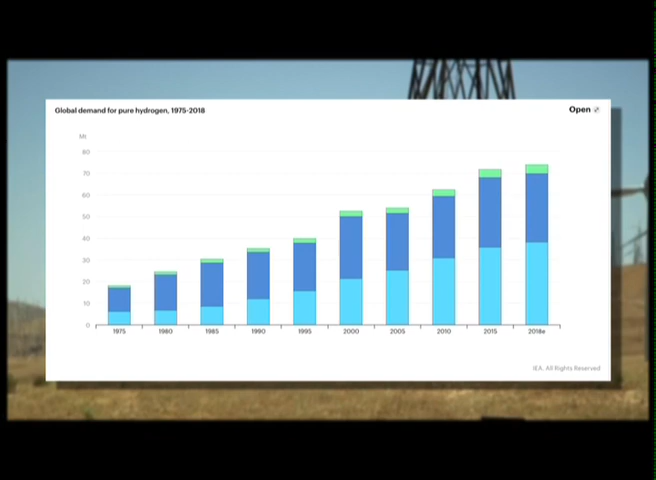 Global demand for pure hydrogen, 1975-2018
Open
Mt
80
70
60
50
40
30
20
10
0
1975 1980 1985 1990 1995 2000 2005 2010 2015 2018e
IEA. All Rights Reserved